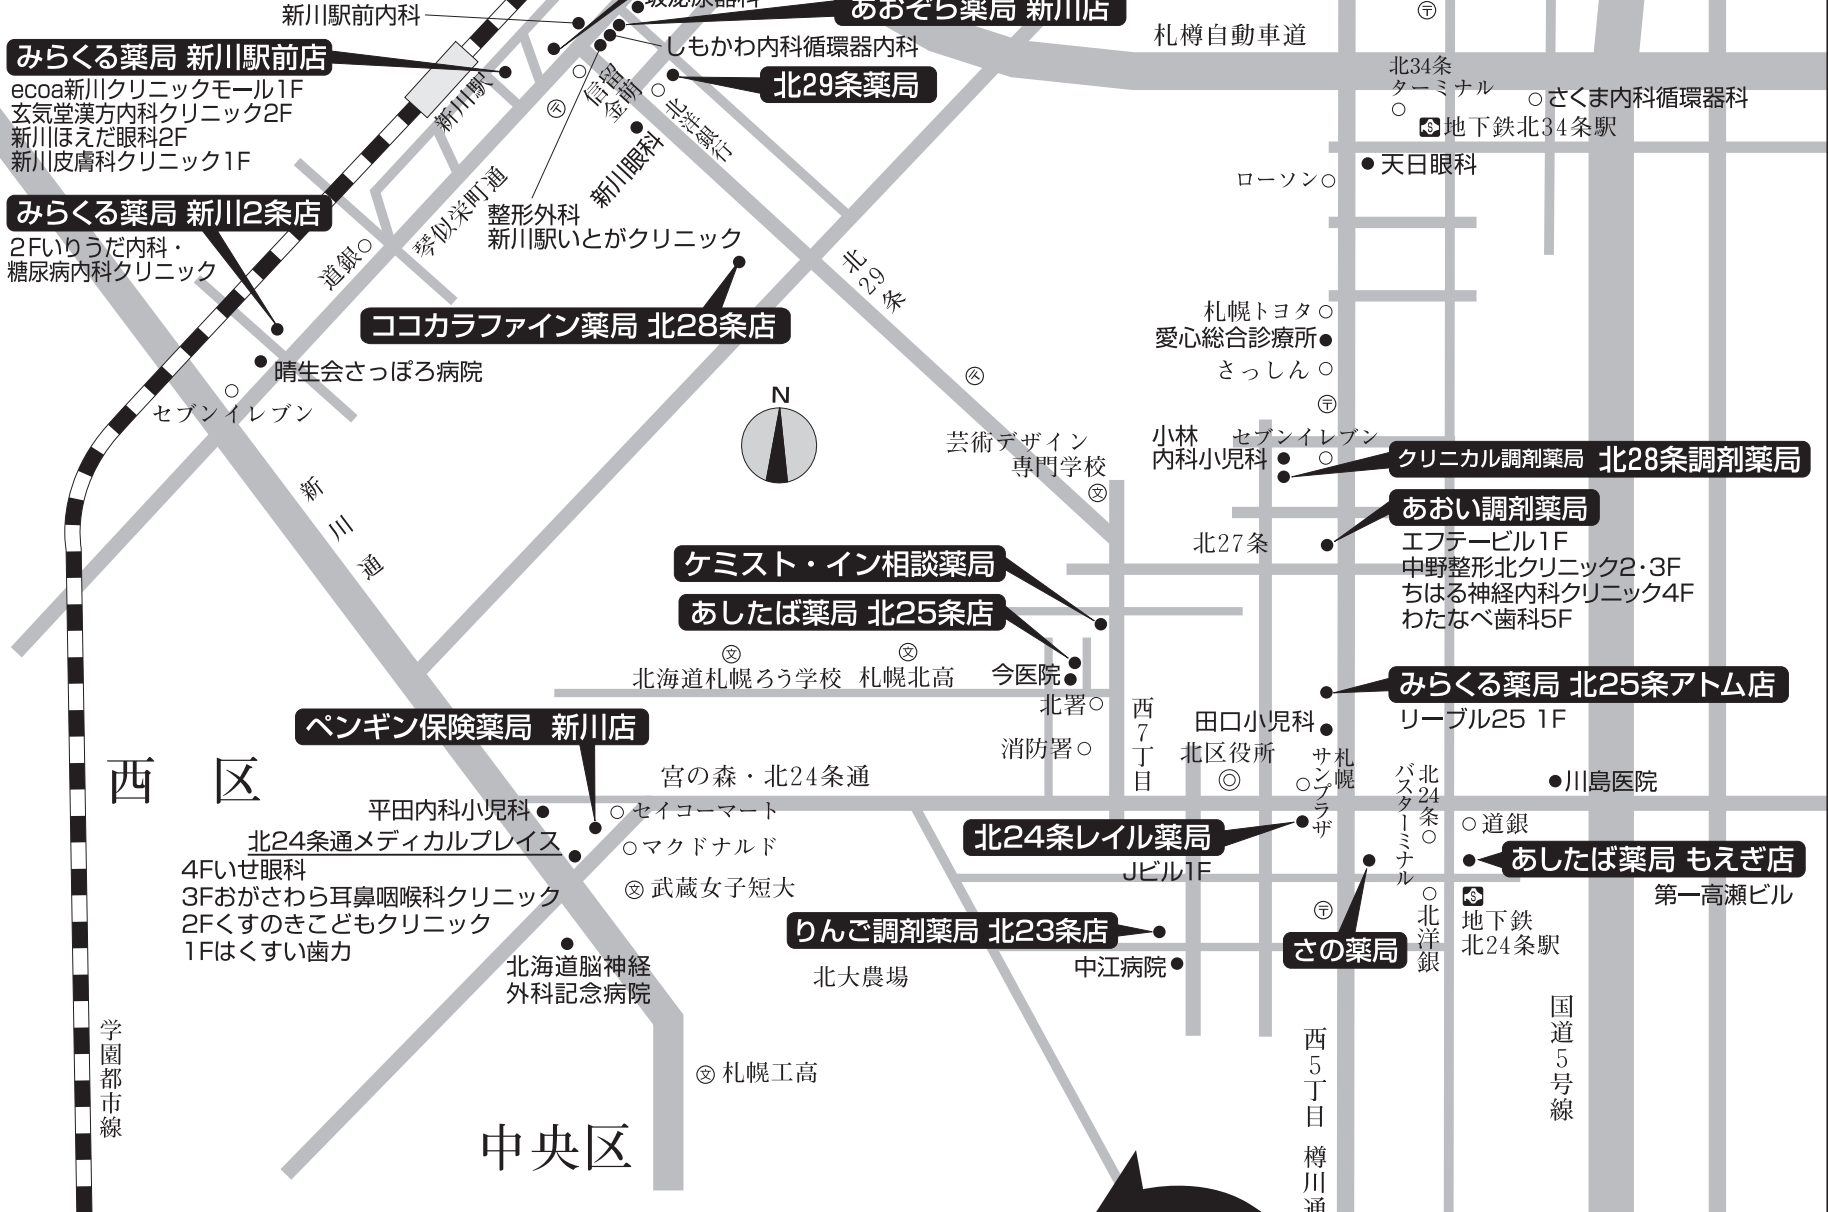 新川駅前内科
あおぞら薬局 新川店
しもかわ内科循環器内科
札樽自動車道
〒
みらくる薬局 新川駅前店
ecoa新川クリニックモール1F
玄気堂漢方内科クリニック2F
新川ほえだ眼科2F
新川皮膚科クリニック1F
新川駅
〒
信金
留萌
北洋銀行
北29条薬局
新川眼科
北34条
ターミナル
さくま内科循環器科
地下鉄北34条駅
天日眼科
ローソン
みらくる薬局 新川2条店
2Fいりうだ内科・
糖尿病内科クリニック
道銀
琴似栄町通
整形外科
新川駅いとがクリニック
北29条
ココカラファイン薬局 北28条店
晴生会さっぽろ病院
セブンイレブン
N
〒
札幌トヨタ
愛心総合診療所
さっしん
〒
芸術デザイン
専門学校
文
小林
内科小児科
セブンイレブン
クリニカル調剤薬局 北28条調剤薬局
あおい調剤薬局
エフテービル1F
中野整形北クリニック2・3F
ちはる神経内科クリニック4F
わたなべ歯科5F
北27条
新川通
ケミスト・イン相談薬局
あしたば薬局 北25条店
文
北海道札幌ろう学校
文
札幌北高
今医院
北署
消防署
西7丁目
みらくる薬局 北25条アトム店
リーブル25 1F
田口小児科
北区役所
札幌
サンプラザ
北24条
バスターミナル
川島医院
道銀
ペンギン保険薬局 新川店
西 区
宮の森・北24条通
平田内科小児科
セイコーマート
北24条通メディカルプレイス
マクドナルド
4Fいせ眼科
3Fおがさわら耳鼻咽喉科クリニック
2Fくすのきこどもクリニック
1Fはくすい歯力
文 武蔵女子短大
北24条レイル薬局
Jビル1F
あしたば薬局 もえぎ店
第一高瀬ビル
地下鉄
北24条駅
北洋銀
〒
さの薬局
りんご調剤薬局 北23条店
中江病院
北海道脳神経
外科記念病院
北大農場
学園都市線
文 札幌工高
中央区
西5丁目 樽川通
国道5号線